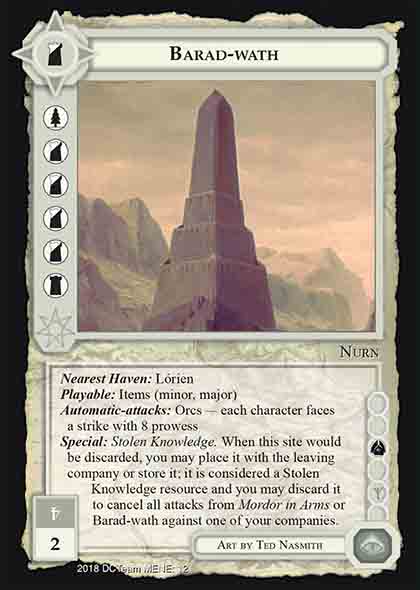 Barad-wath
Nurn
Nearest Haven: Lórien
Playable: Items (minor, major)
Automatic-attacks: Orcs — each character faces
a strike with 8 prowess
Special: Stolen Knowledge. When this site would
be discarded, you may place it with the leaving
company or store it; it is considered a Stolen
Knowledge resource and you may discard it
to cancel all attacks from Mordor in Arms or
Barad-wath against one of your companies.
2
Art by Ted Nasmith
2018 DC Team MENE: 2